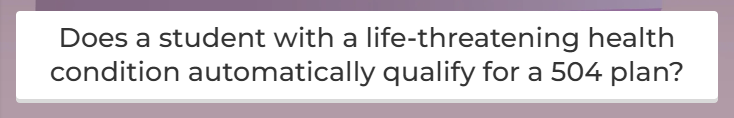 Does a student with a life-threatening health
condition automatically qualify for a 504 plan?